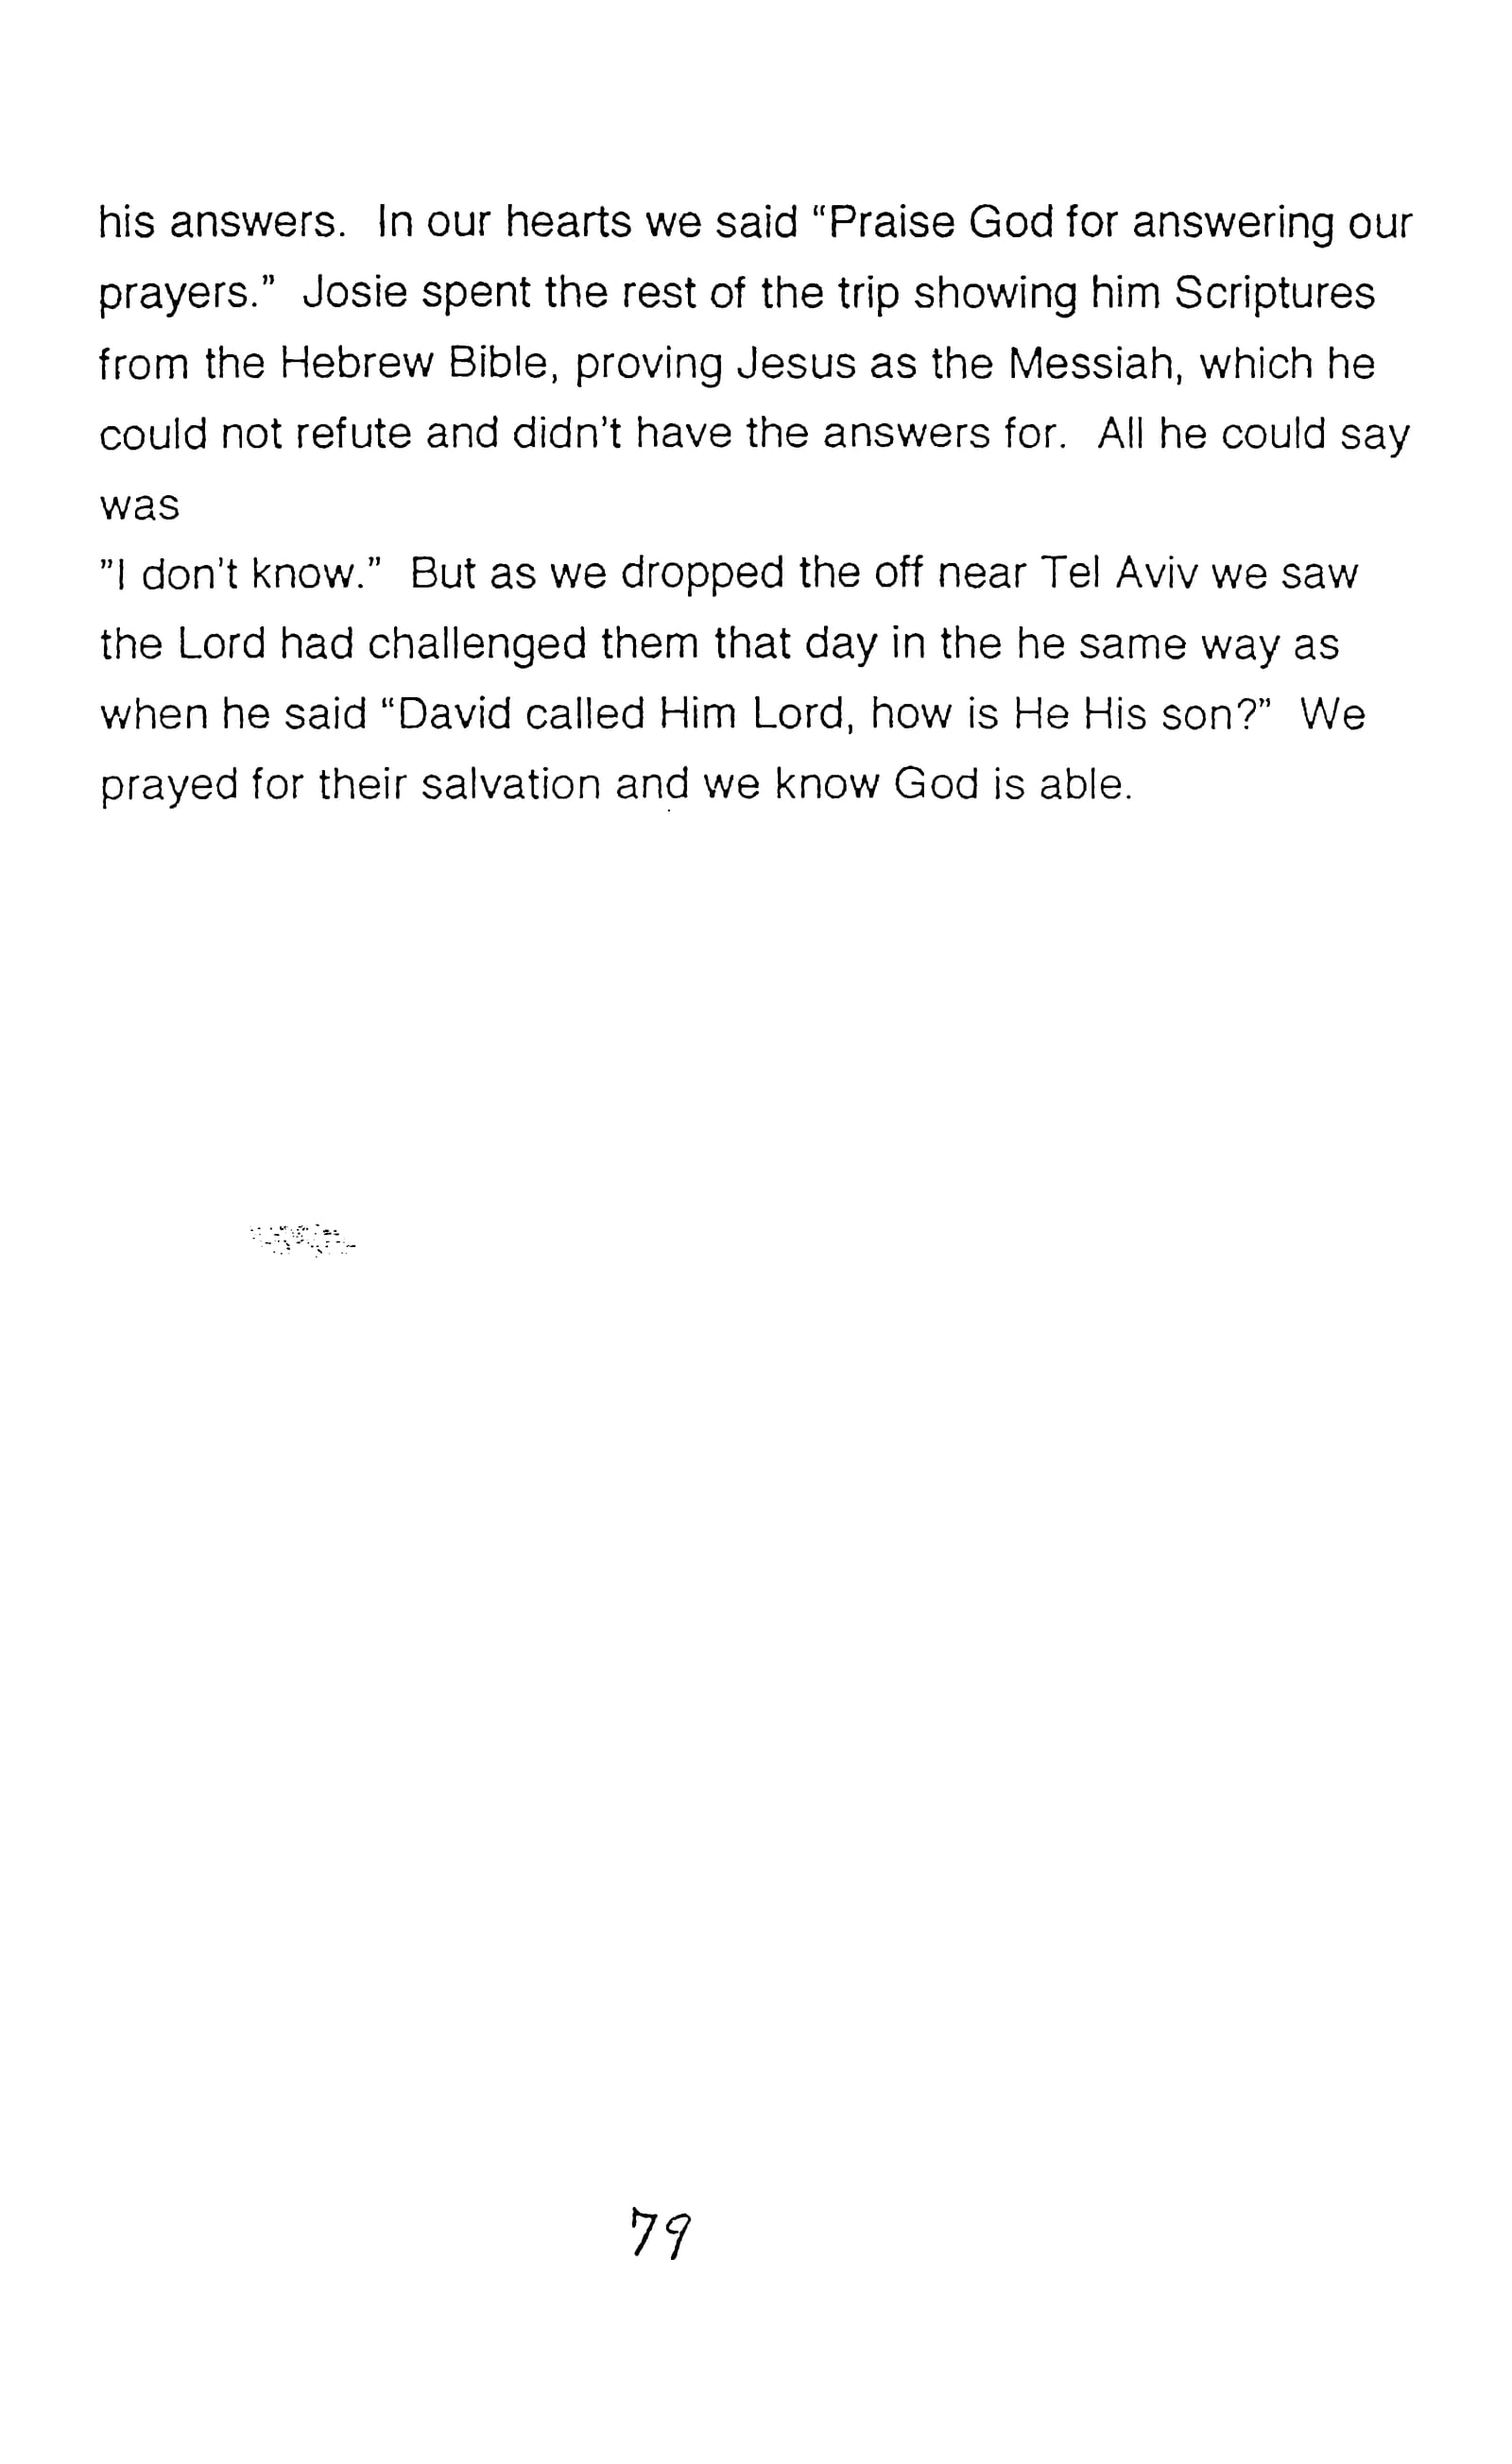 his answers.  In our hearts we said “Praise God for answering our
prayers.”  Josie spent the rest of the trip showing him Scriptures
from the Hebrew Bible, proving Jesus as the Messiah, which he
could not refute and didn't have the answers for.  All he could say
was
”I don't know.”  But as we dropped the off near Tel Aviv we saw
the Lord had challenged them that day in the he same way as
when he said “David called Him Lord, how is He His son?”  We
prayed for their salvation and we know God is able.
79